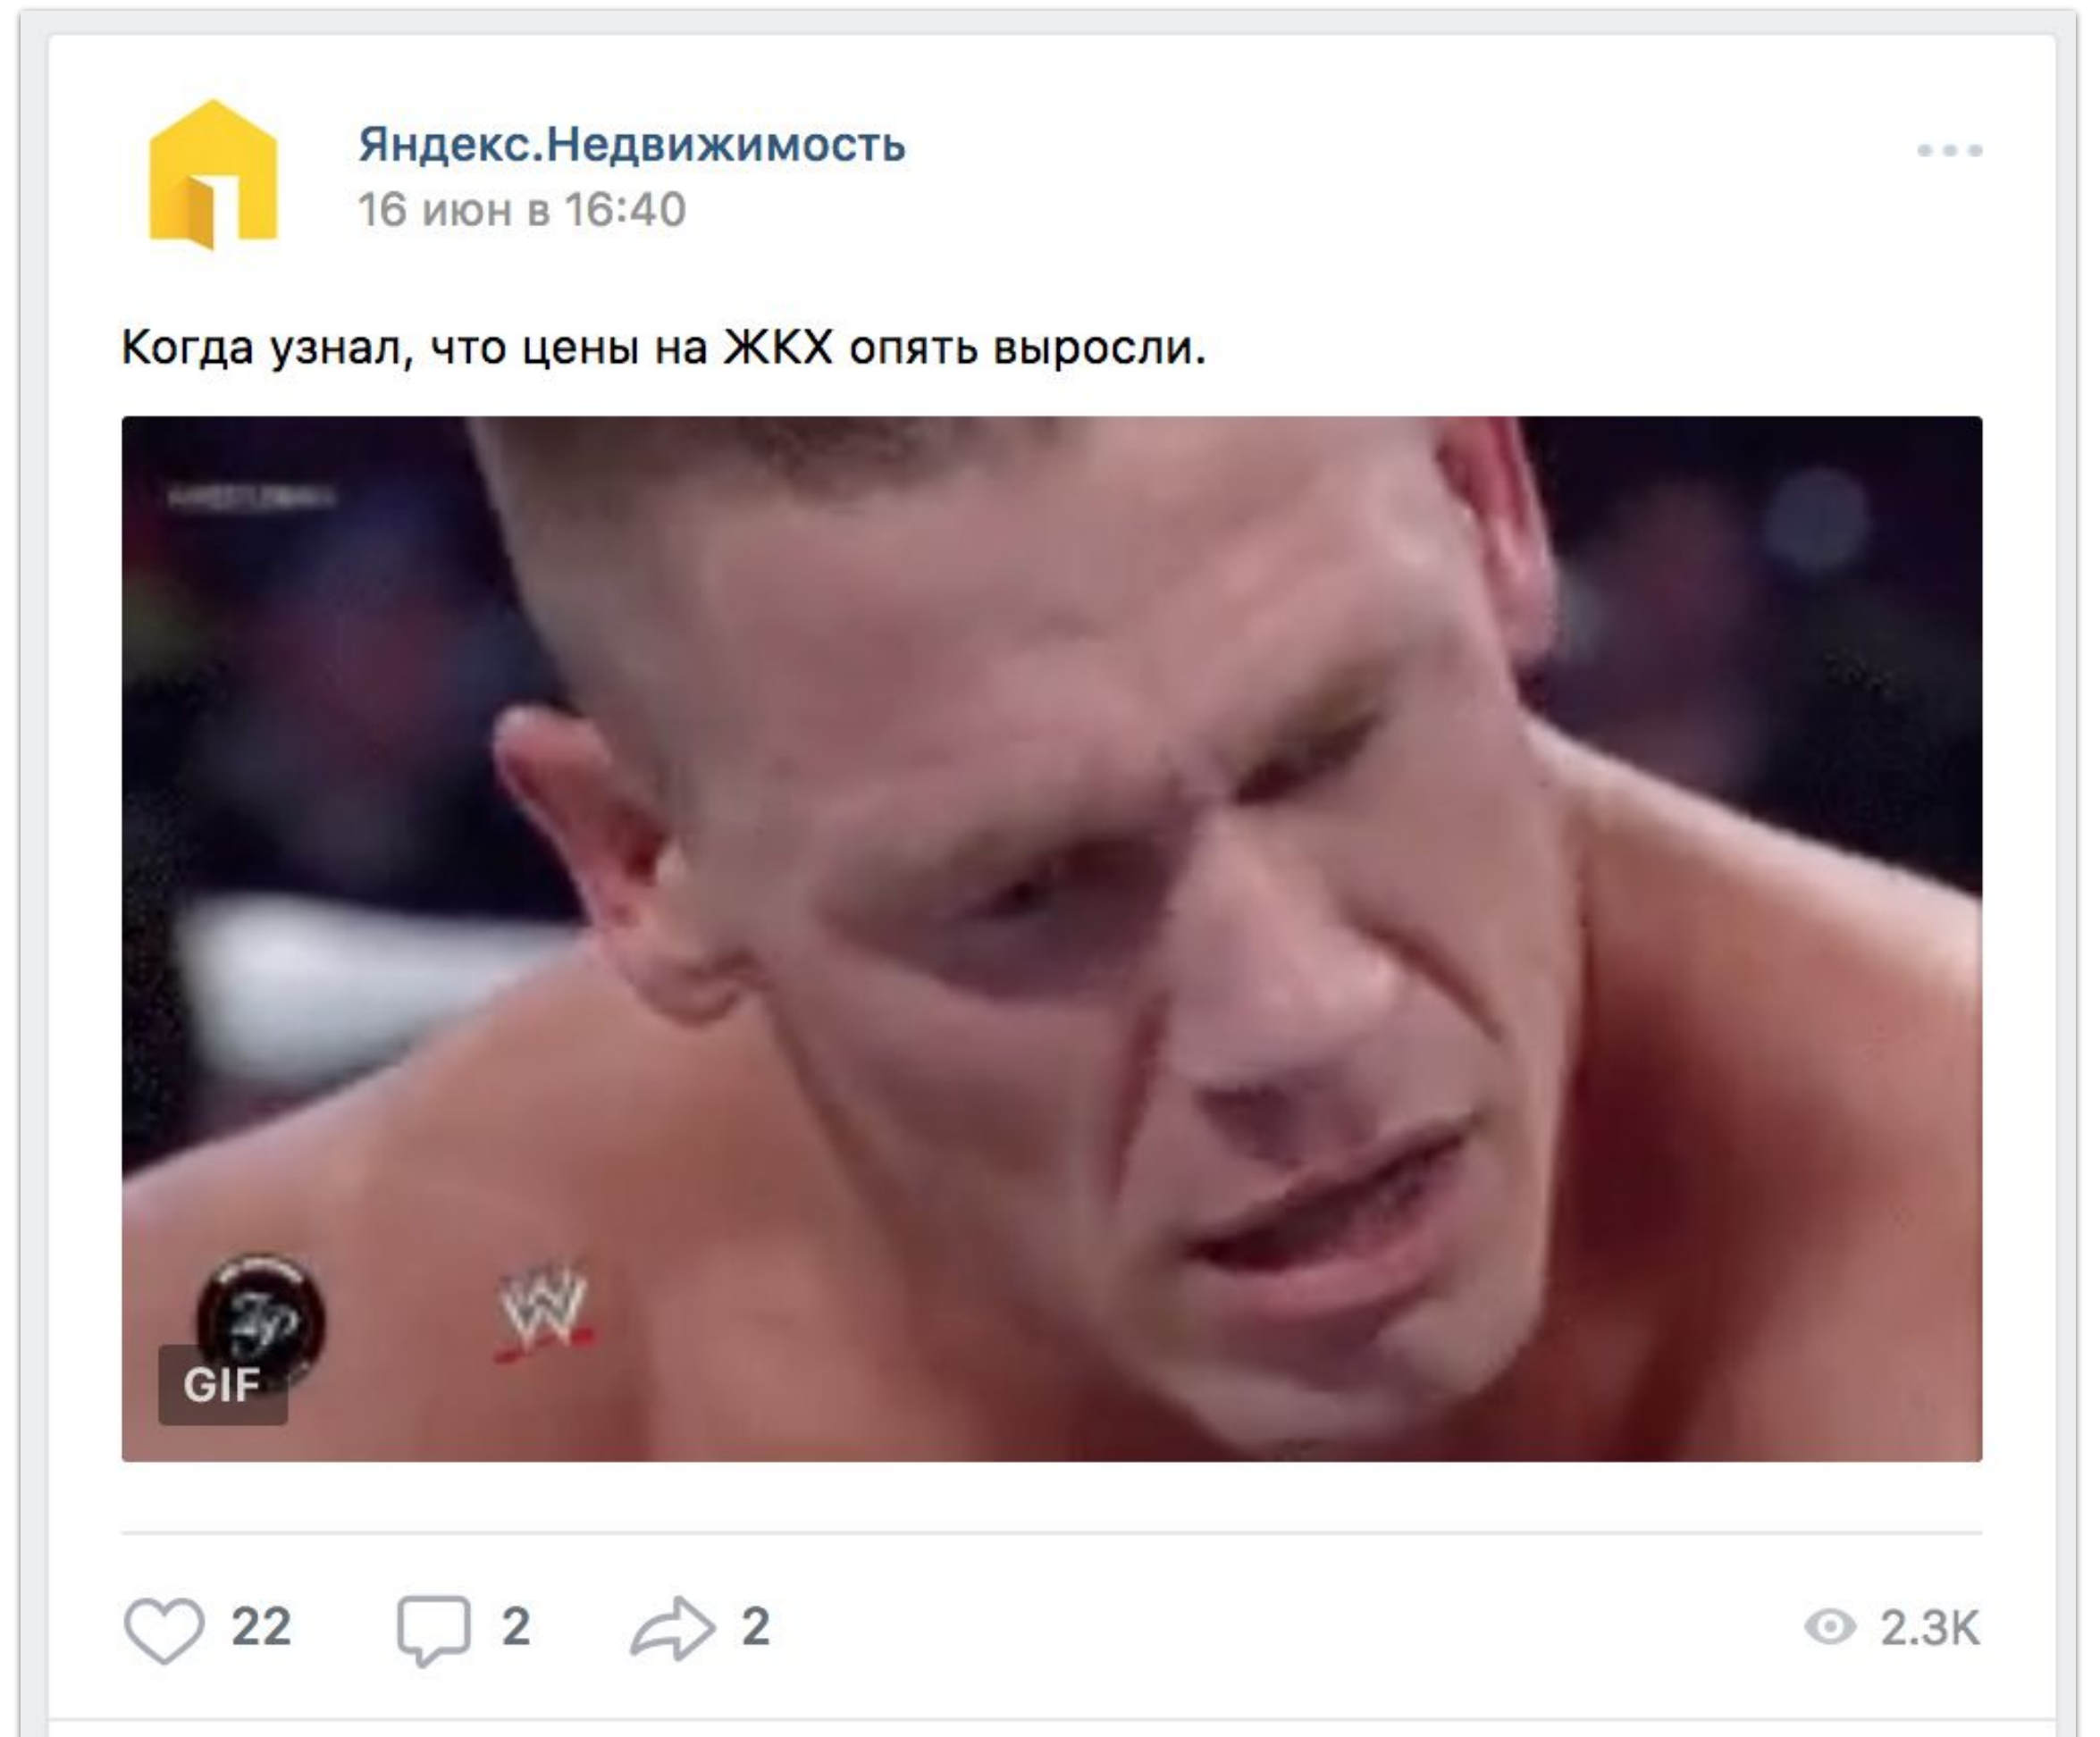 Яндекс.Недвижимость
16 июн в 16:40
Когда узнал, что цены на ЖКХ опять выросли.
GIF
22
2
2
2.3K